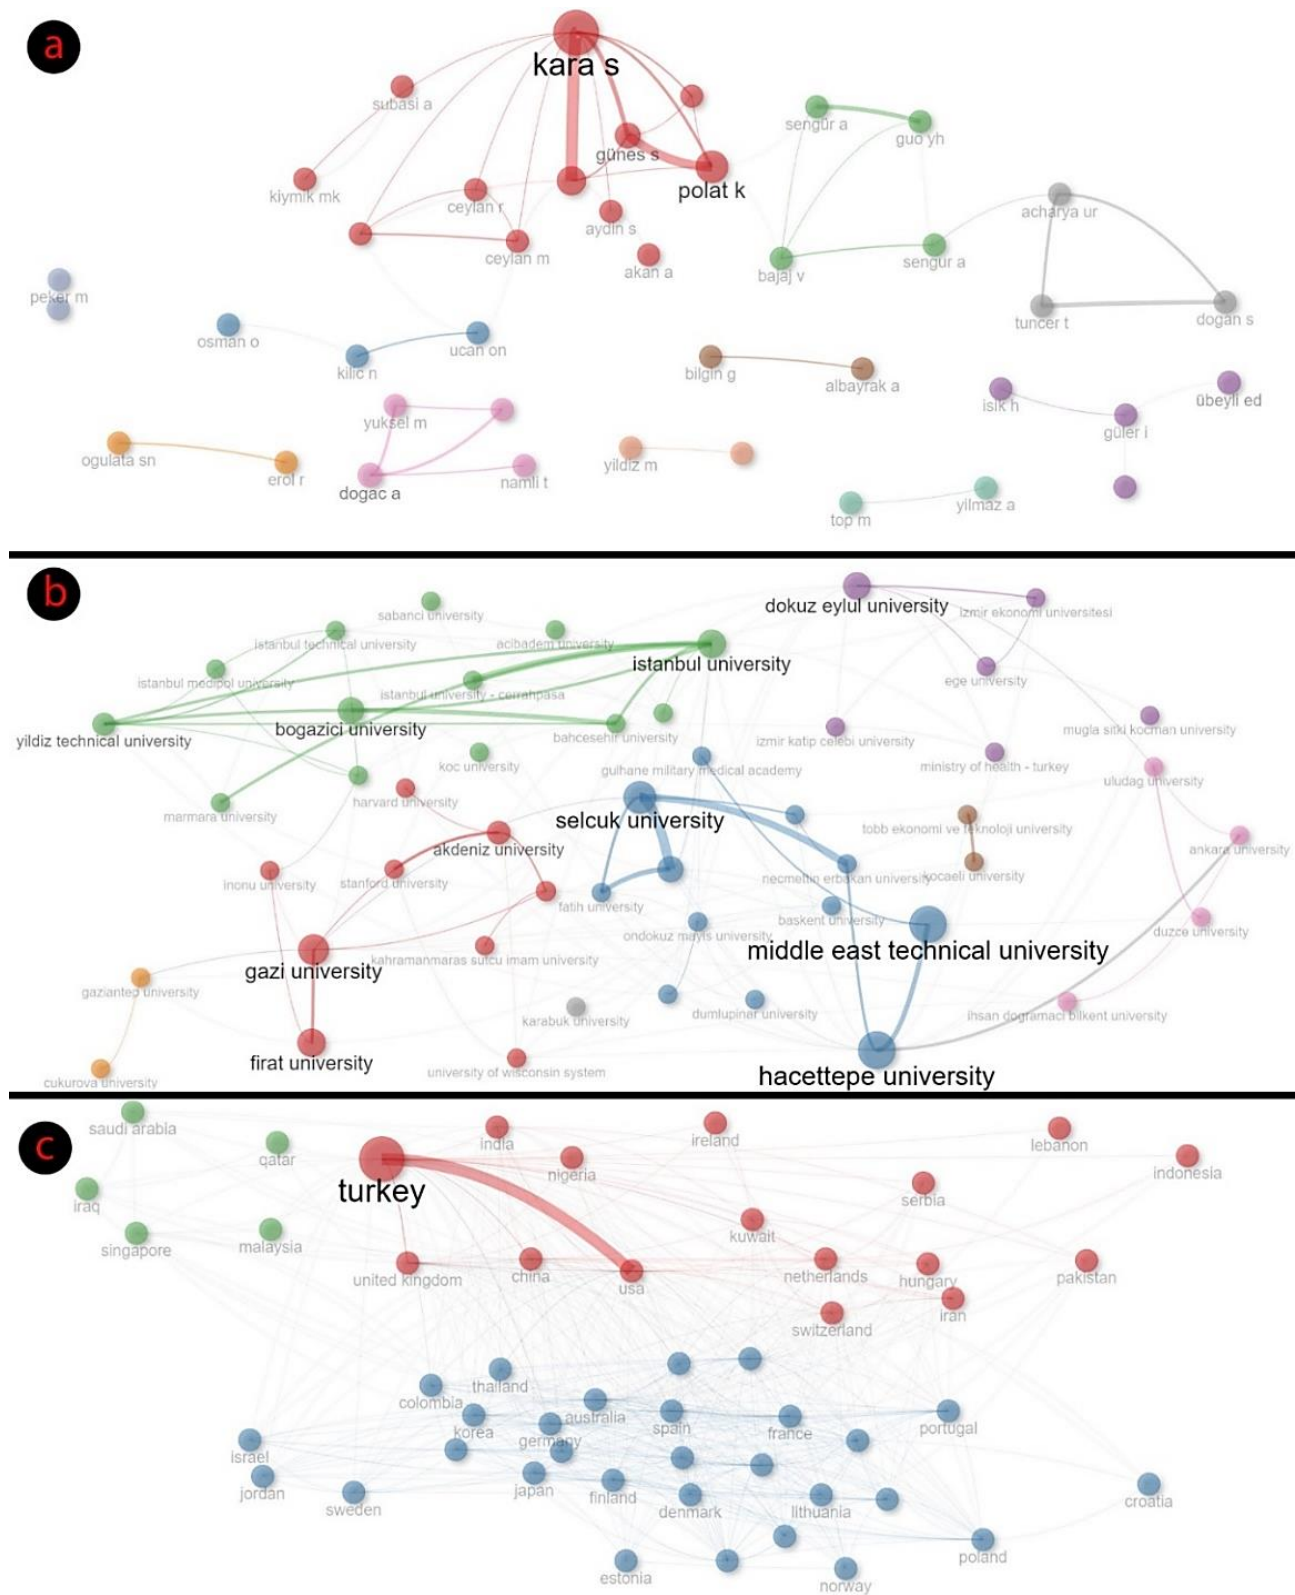 a
kara s
subasi a
sengür a
guo yh
günes s
polat k
kiymik mk
ceylan r
acharya ur
aydin s
ceylan m
akan a
bajaj v
sengur a
peker m
osman o
kilic n
ucan on
tuncer t
dogan s
bilgin g
albayrak a
isik h
übeyli ed
yuksel m
güler i
ogulata sn
erol r
dogac a
namli t
yildiz m
top m
yilmaz a
b
sabanci university
dokuz eylul university
izmir ekonomi universitesi
istanbul technical university
acibadem university
istanbul university
istanbul medipol university
istanbul university - cerrahpasa
ege university
yildiz technical university
bogazici university
bahcesehir university
izmir katip celebi university
mugla sitki kocman university
koc university
gulhane military medical academy
ministry of health - turkey
uludag university
marmara university
harvard university
selcuk university
tobb ekonomi ve teknoloji university
akdeniz university
ankara university
inonu university
stanford university
necmettin erbakan university
kocaeli university
fatih university
baskent university
ondokuz mayis university
duzce university
middle east technical university
gazi university
kahramanmaras sutcu imam university
gaziantep university
karabuk university
dumlupinar university
ihsan dogramaci bilkent university
firat university
university of wisconsin system
hacettepe university
cukurova university
c
saudi arabia
india
ireland
lebanon
qatar
nigeria
indonesia
turkey
iraq
serbia
singapore
malaysia
kuwait
united kingdom
china
usa
netherlands
hungary
pakistan
iran
switzerland
thailand
colombia
australia
spain
france
portugal
korea
germany
israel
jordan
sweden
japan
finland
denmark
lithuania
croatia
poland
estonia
norway